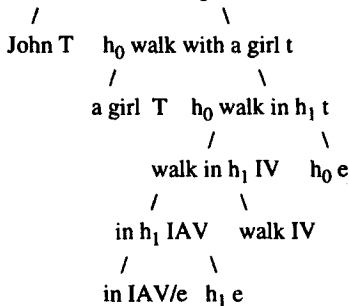 John T h₀ walk with a girl t
a girl T h₀ walk in h₁ t
walk in h₁ IV h₀ e
in h₁ IAV walk IV
in IAV/e h₁ e